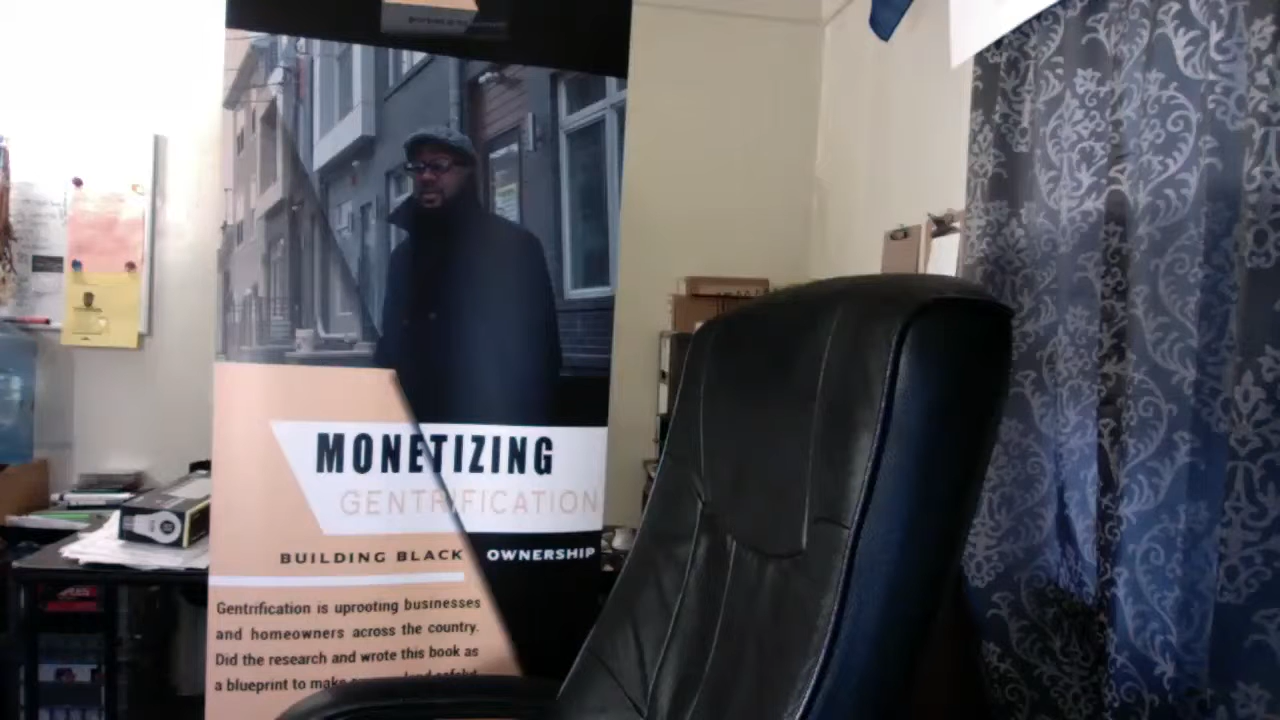 MONETIZING
GENTRIFICATION
BUILDING BLACK OWNERSHIP
Gentrification is uprooting businesses
and homeowners across the country.
Did the research and wrote this book as
a blueprint to make